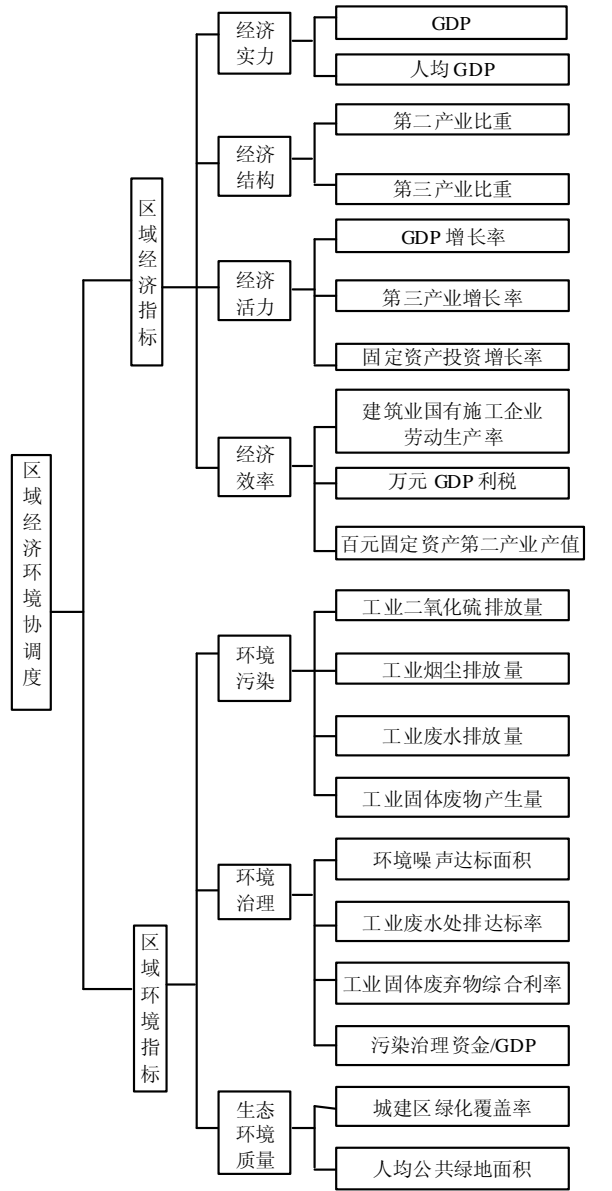 区域经济环境协调度
区域经济指标
经济
实力
GDP
人均 GDP
经济
结构
第二产业比重
第三产业比重
经济
活力
GDP 增长率
第三产业增长率
固定资产投资增长率
经济
效率
建筑业国有施工企业
劳动生产率
万元 GDP 利税
百元固定资产第二产业产值
区域环境指标
环境
污染
工业二氧化硫排放量
工业烟尘排放量
工业废水排放量
工业固体废物产生量
环境
治理
环境噪声达标面积
工业废水处排达标率
工业固体废弃物综合利率
污染治理资金/GDP
生态
环境
质量
城建区绿化覆盖率
人均公共绿地面积